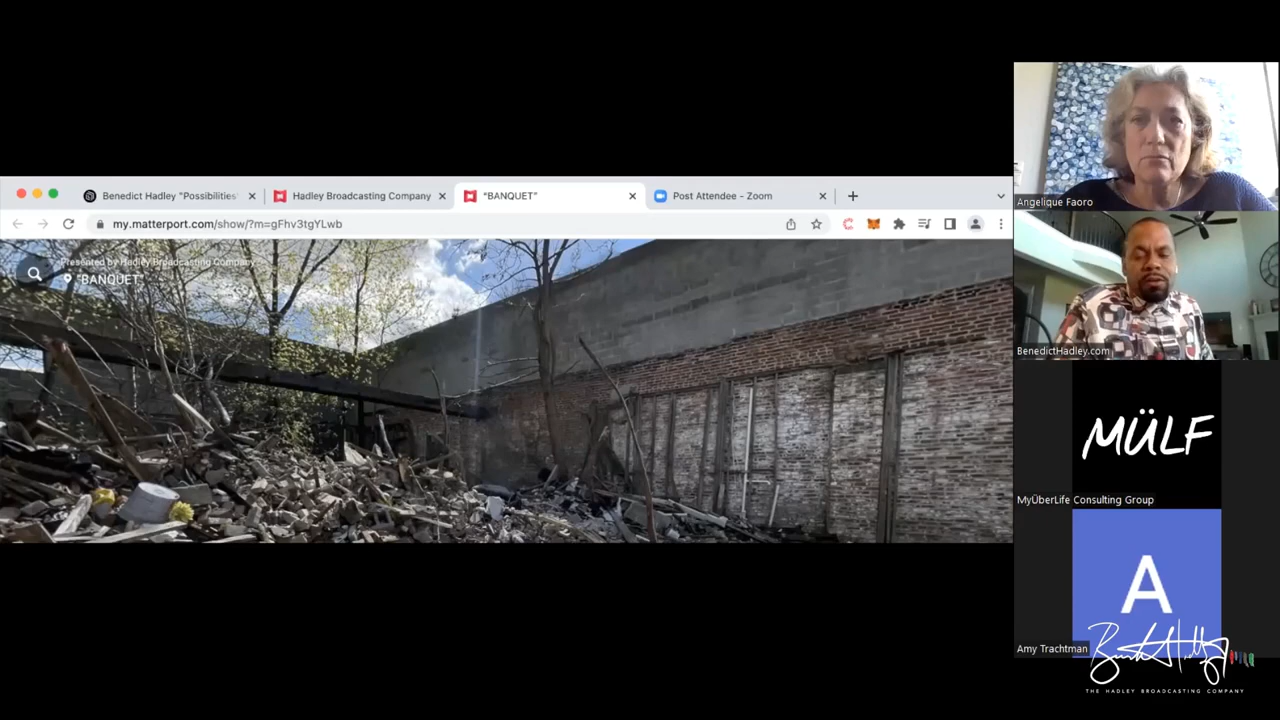 Benedict Hadley "Possibilities"
Hadley Broadcasting Company
"BANQUET"
Post Attendee - Zoom
my.matterport.com/show/?m=gFhv3tgYLwb
Presented by Hadley Broadcasting Company
"BANQUET"
Angelique Faoro
BenedictHadley.com
MÜLF
MyÜberLife Consulting Group
A
Amy Trachtman
THE HADLEY BROADCASTING COMPANY